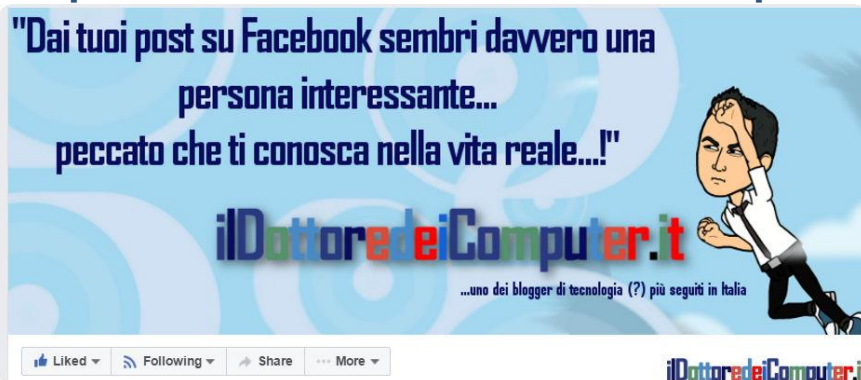 "Dai tuoi post su Facebook sembri davvero una
persona interessante...
peccato che ti conosca nella vita reale...!"
ilDottoredeiComputer.it
...uno dei blogger di tecnologia (?) più seguiti in Italia
Liked Following Share More
ilDottoredeiComputer.i